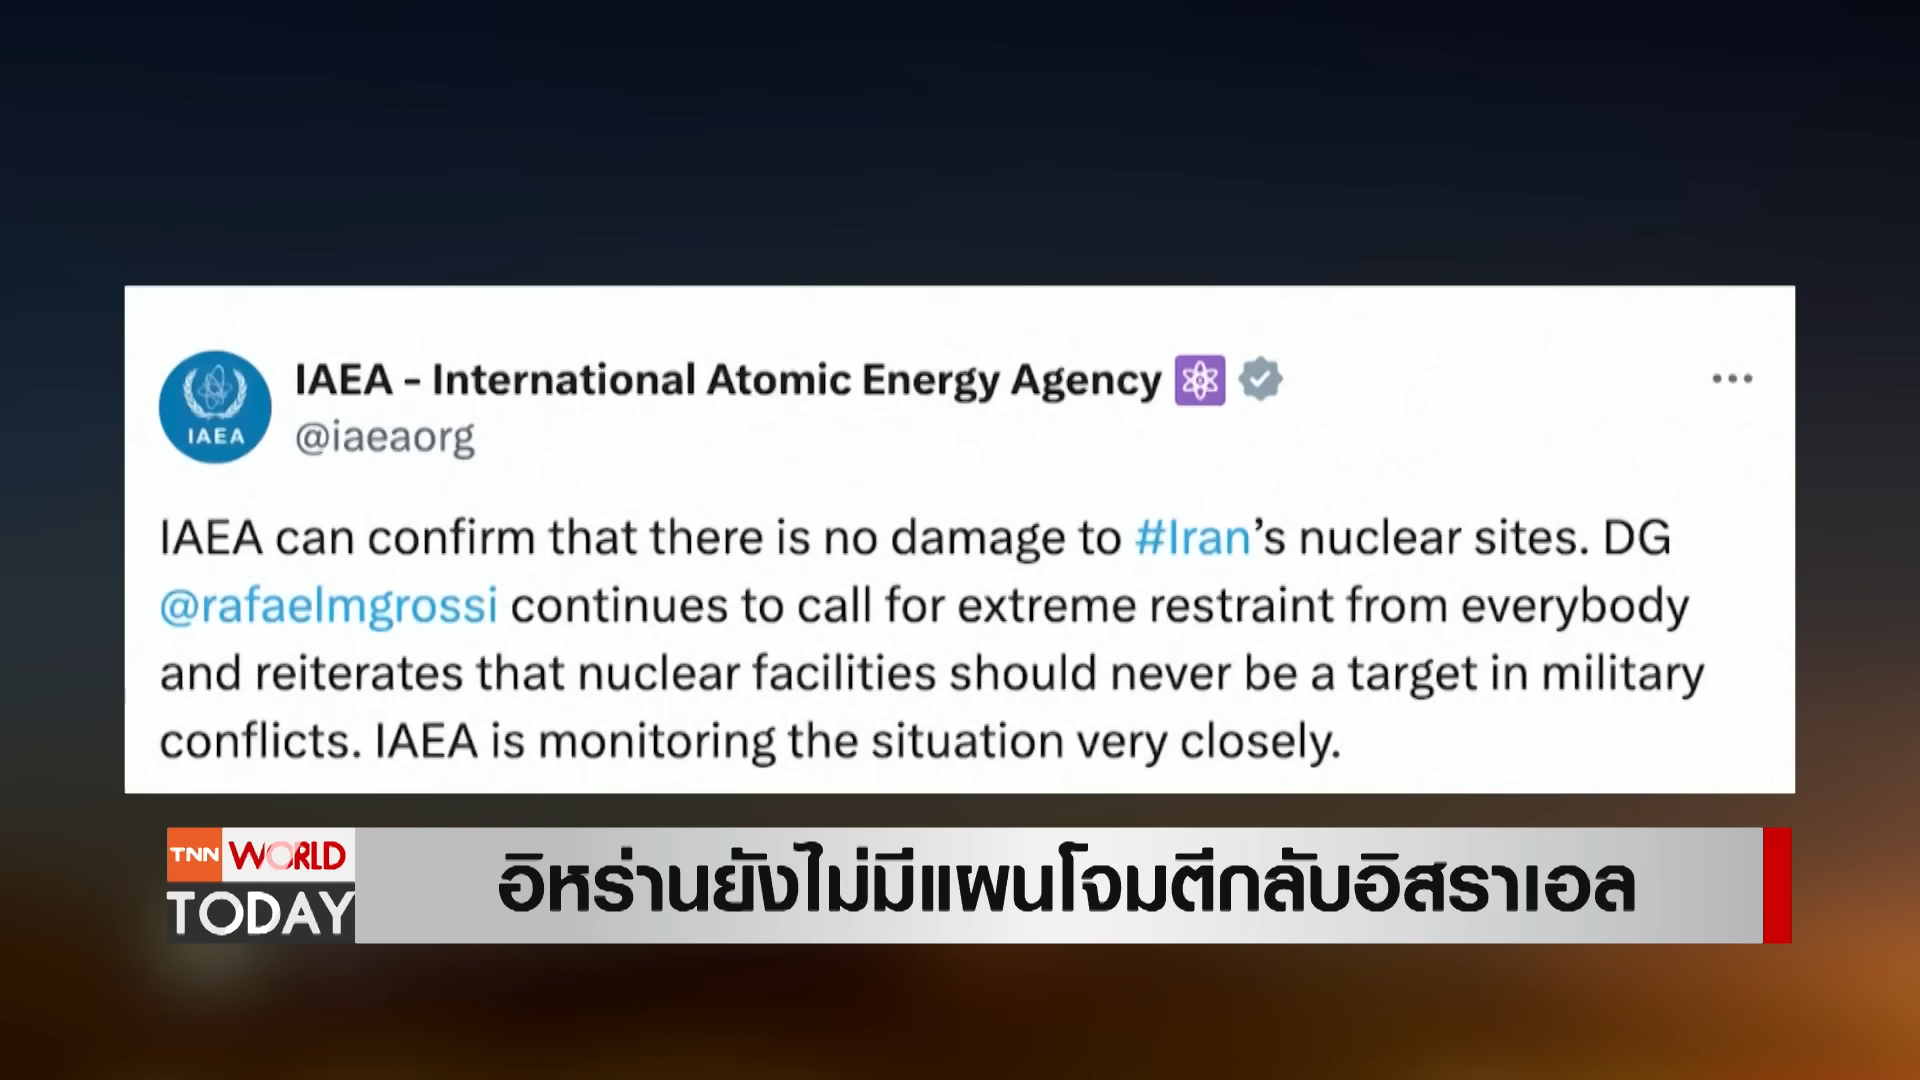 IAEA - International Atomic Energy Agency
@iaeaorg
IAEA
IAEA can confirm that there is no damage to #Iran’s nuclear sites. DG
@rafaelmgrossi continues to call for extreme restraint from everybody
and reiterates that nuclear facilities should never be a target in military
conflicts. IAEA is monitoring the situation very closely.
TNN WORLD
TODAY
อิหร่านยังไม่มีแผนโจมตีกลับอิสราเอล